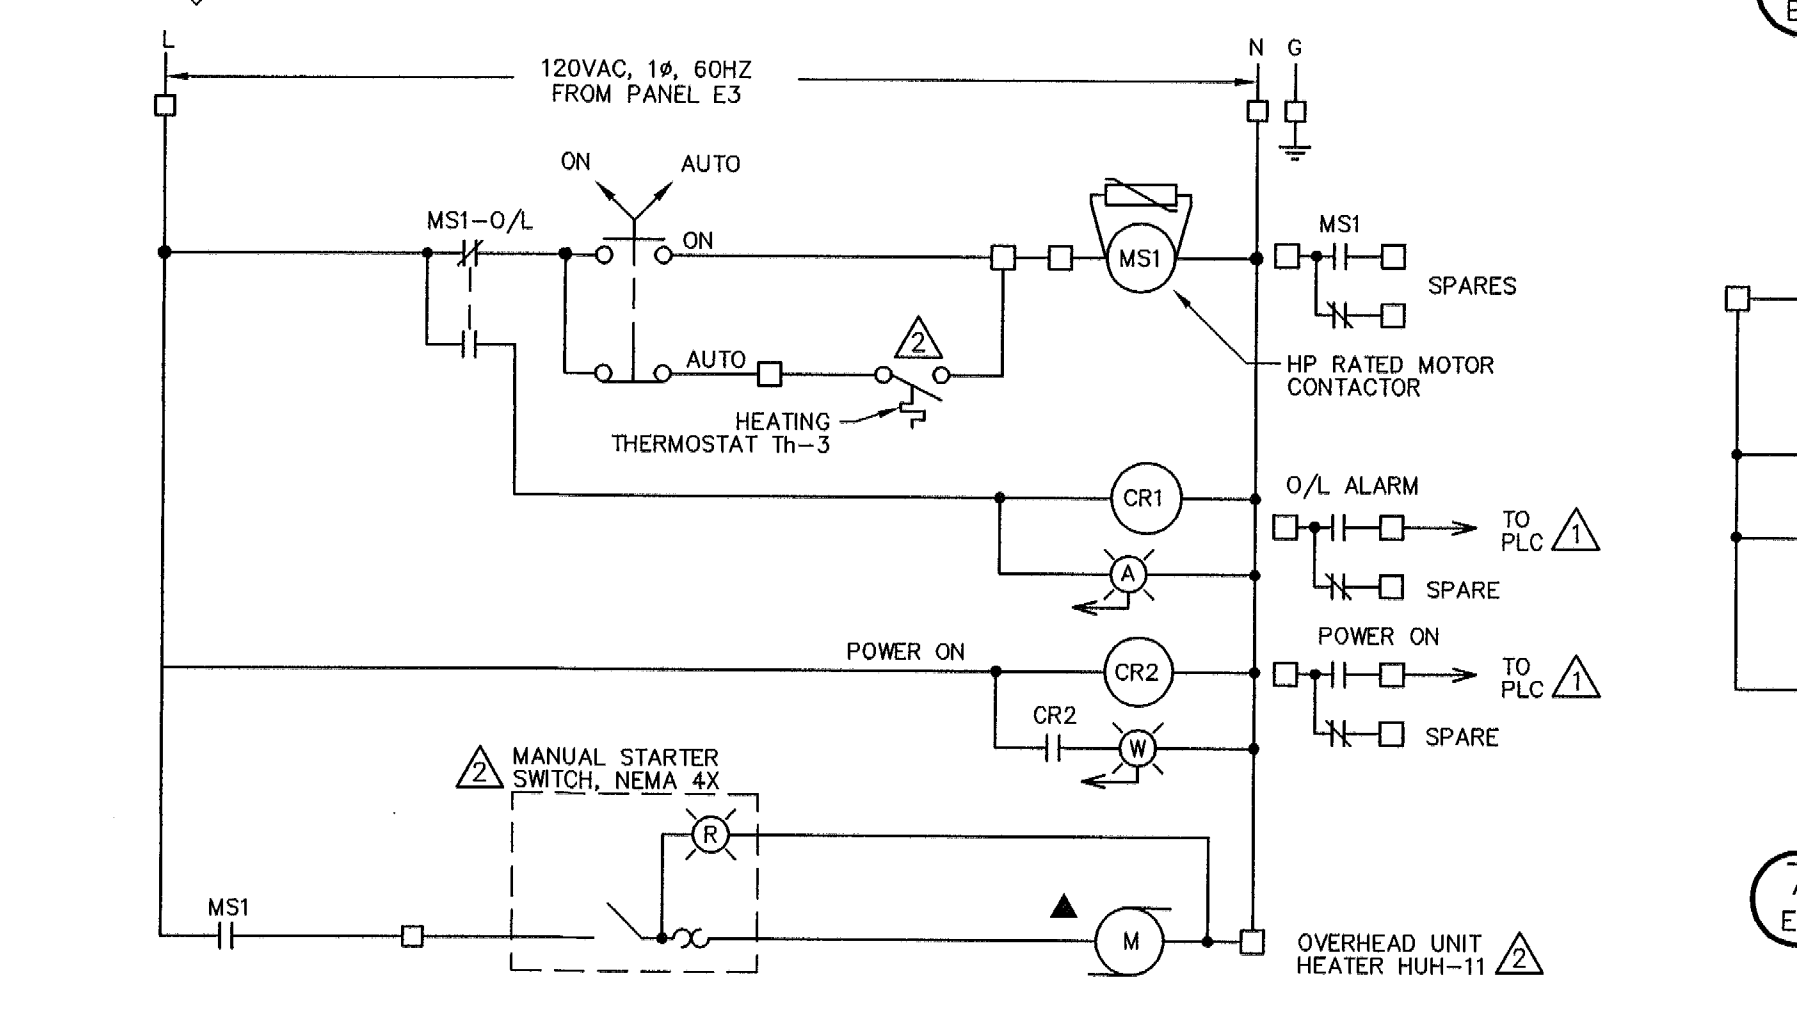 L
N G
120VAC, 1ø, 60HZ
FROM PANEL E3
ON
AUTO
MS1-O/L
ON
MS1
MS1
SPARES
AUTO
2
HP RATED MOTOR
CONTACTOR
HEATING
THERMOSTAT Th-3
CR1
O/L ALARM
TO
PLC 1
A
SPARE
POWER ON
CR2
POWER ON
TO
PLC 1
CR2
W
SPARE
2
MANUAL STARTER
SWITCH, NEMA 4X
R
MS1
M
OVERHEAD UNIT
HEATER HUH-11 2
E